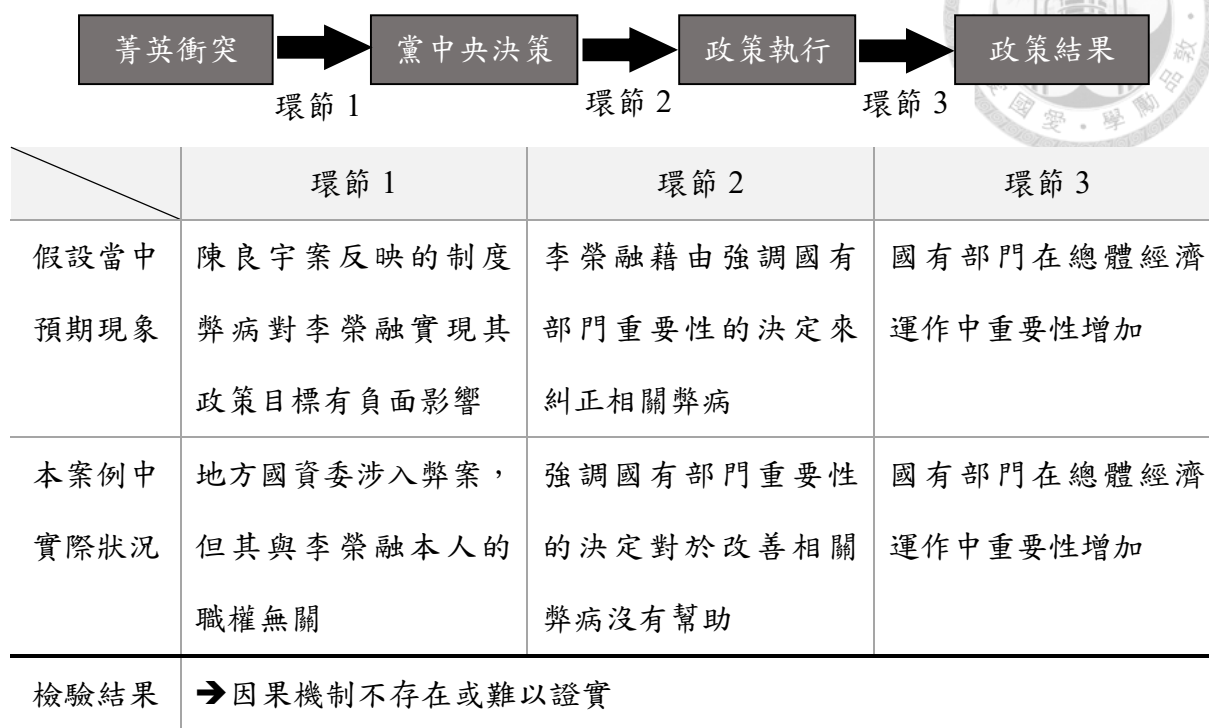 菁英衝突 黨中央決策 政策執行 政策結果
環節 1 環節 2 環節 3
國 愛 · 學 勵 品 敦
環節 1 環節 2 環節 3
假設當中 陳良宇案反映的制度 李榮融藉由強調國有 國有部門在總體經濟
預期現象 弊病對李榮融實現其 部門重要性的決定來 運作中重要性增加
政策目標有負面影響 糾正相關弊病
本案例中 地方國資委涉入弊案， 強調國有部門重要性 國有部門在總體經濟
實際狀況 但其與李榮融本人的 的決定對於改善相關 運作中重要性增加
職權無關 弊病沒有幫助
檢驗結果 ➔因果機制不存在或難以證實